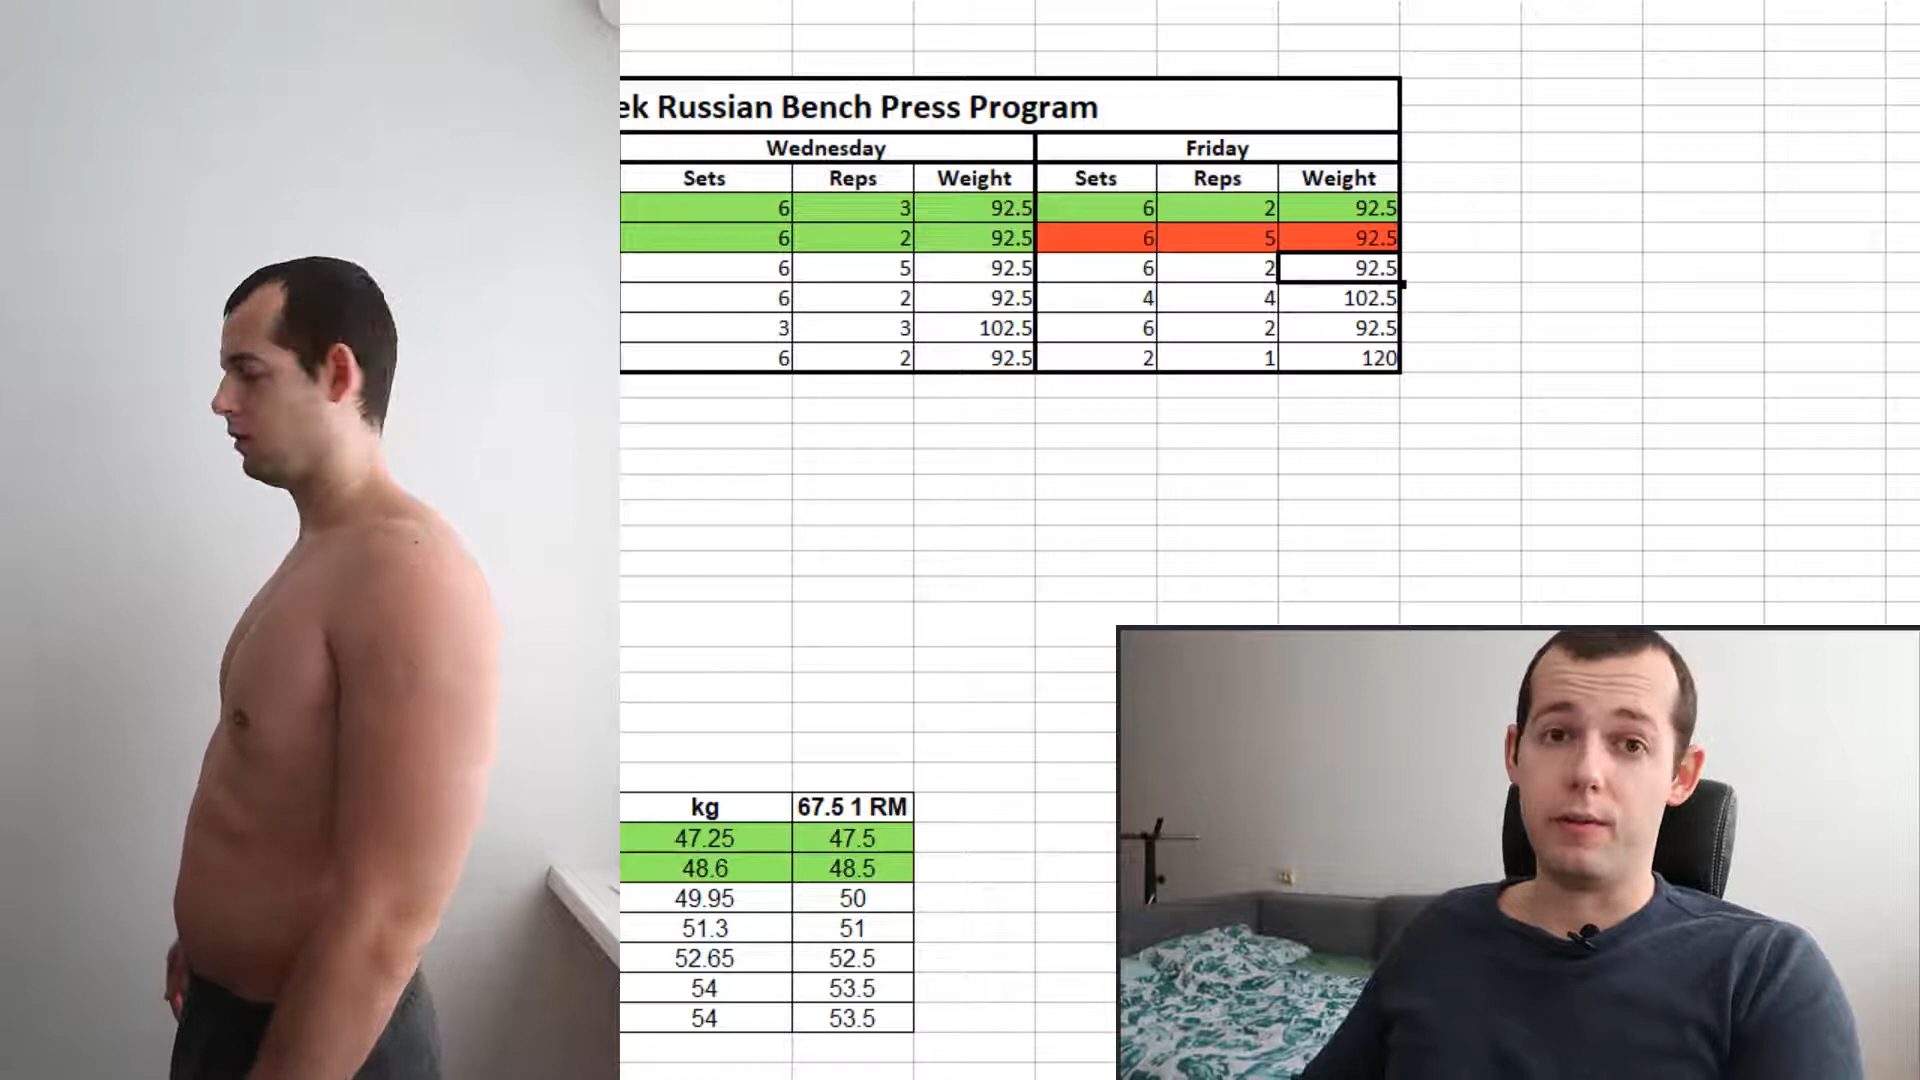 ek Russian Bench Press Program
Wednesday Friday
Sets Reps Weight Sets Reps Weight
6 3 92.5 6 2 92.5
6 2 92.5 6 5 92.5
6 5 92.5 6 2 92.5
6 2 92.5 4 4 102.5
3 3 102.5 6 2 92.5
6 2 92.5 2 1 120
kg 67.5 1 RM
47.25 47.5
48.6 48.5
49.95 50
51.3 51
52.65 52.5
54 53.5
54 53.5